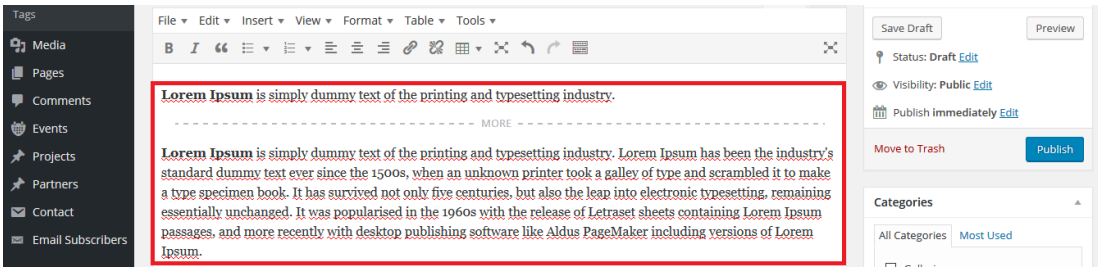 Tags
Media
Pages
Comments
Events
Projects
Partners
Contact
Email Subscribers
File Edit Insert View Format Table Tools
B I
Lorem Ipsum is simply dummy text of the printing and typesetting industry.
MORE
Lorem Ipsum is simply dummy text of the printing and typesetting industry. Lorem Ipsum has been the industry's
standard dummy text ever since the 1500s, when an unknown printer took a galley of type and scrambled it to make
a type specimen book. It has survived not only five centuries, but also the leap into electronic typesetting, remaining
essentially unchanged. It was popularised in the 1960s with the release of Letraset sheets containing Lorem Ipsum
passages, and more recently with desktop publishing software like Aldus PageMaker including versions of Lorem
Ipsum.
Save Draft Preview
Status: Draft Edit
Visibility: Public Edit
Publish immediately Edit
Move to Trash Publish
Categories
All Categories Most Used